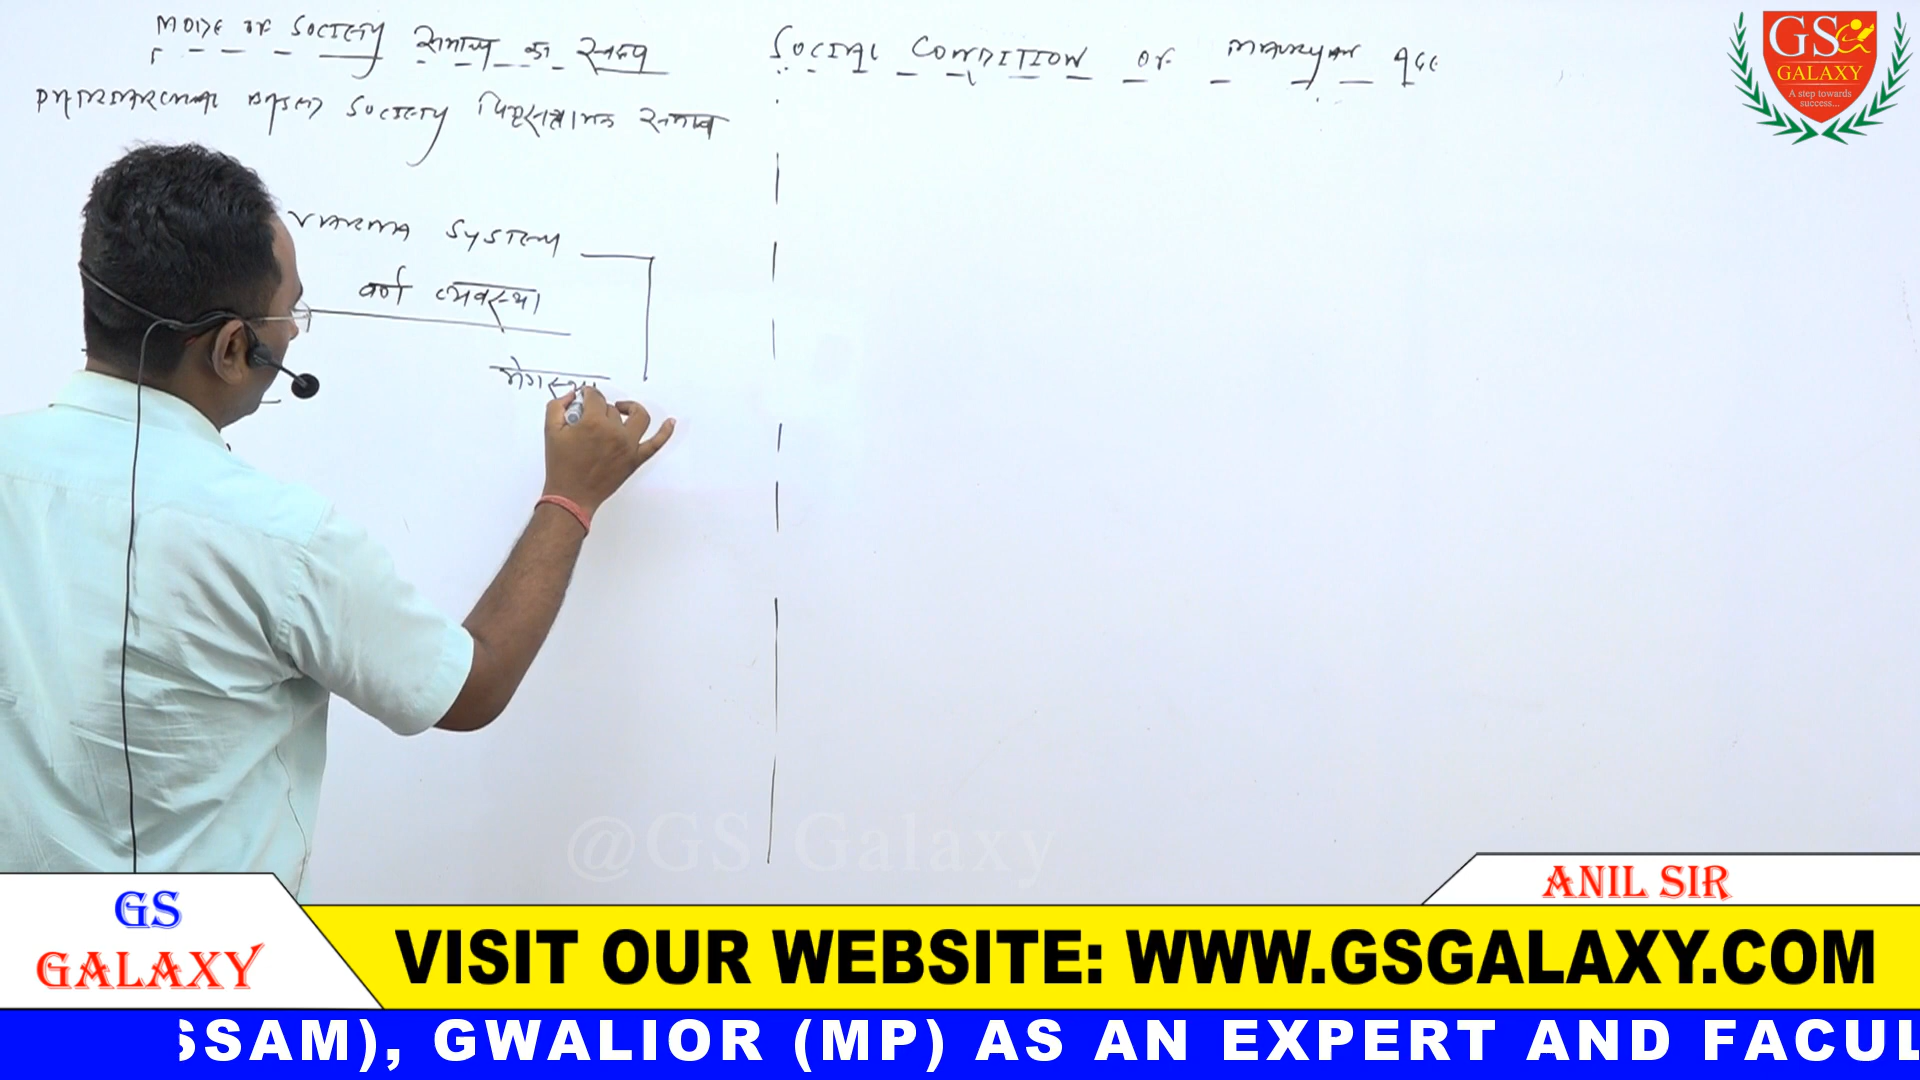 MODE OF SOCIETY समाज का स्वरूप
SOCIAL CONDITION OF MAURYAN AGE
PATRIARCHAL BASED SOCIETY पितृसत्तात्मक समाज
VARNA SYSTEM
वर्ण व्यवस्था
मेगस्थ
GS
GALAXY
A step towards
success...
@GS Galaxy
ANIL SIR
GS
GALAXY
VISIT OUR WEBSITE: WWW.GSGALAXY.COM
SSAM), GWALIOR (MP) AS AN EXPERT AND FACUL